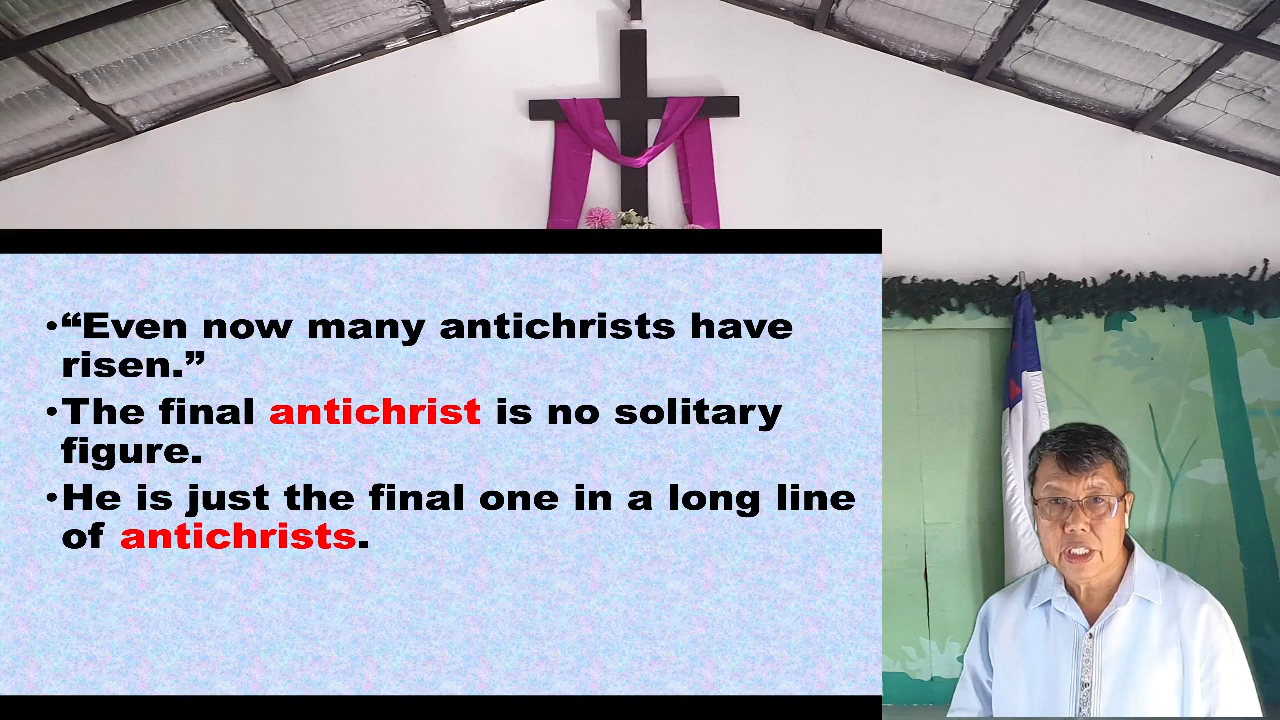 •“Even now many antichrists have
risen.”
•The final antichrist is no solitary
figure.
•He is just the final one in a long line
of antichrists.